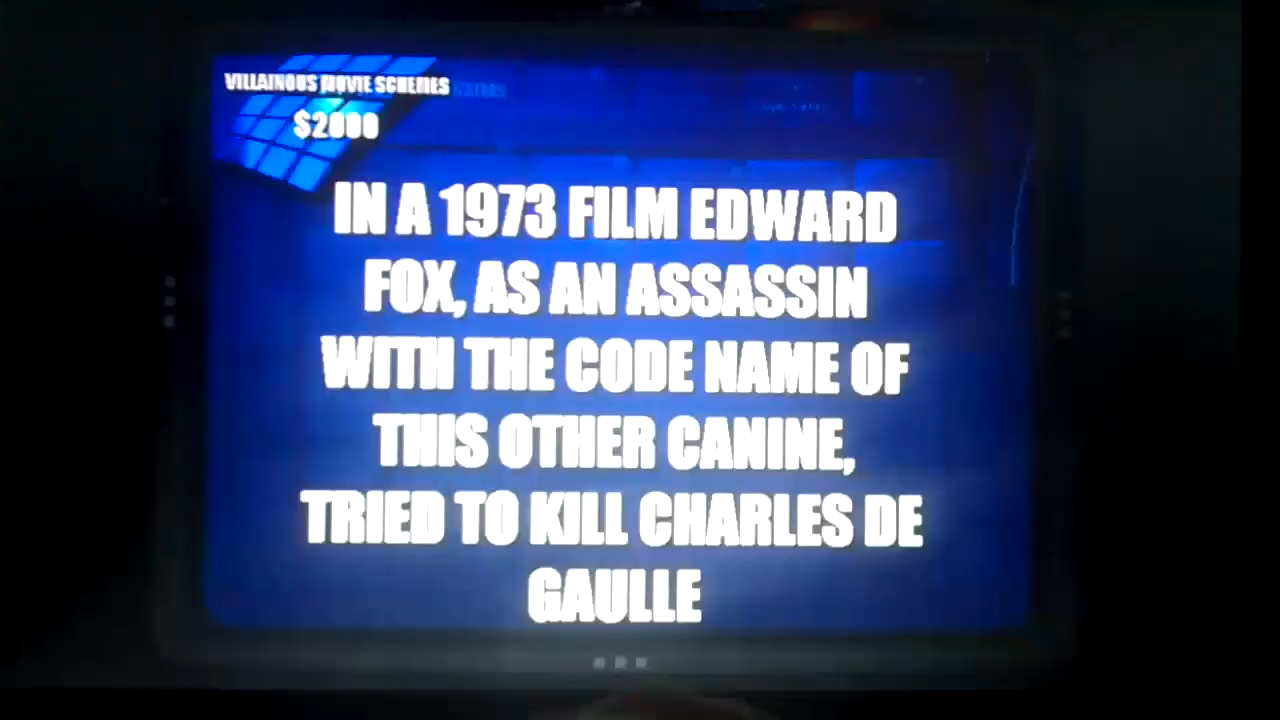 VILLAINOUS MOVIE SCHEMES
$2000
IN A 1973 FILM EDWARD
FOX, AS AN ASSASSIN
WITH THE CODE NAME OF
THIS OTHER CANINE,
TRIED TO KILL CHARLES DE
GAULLE